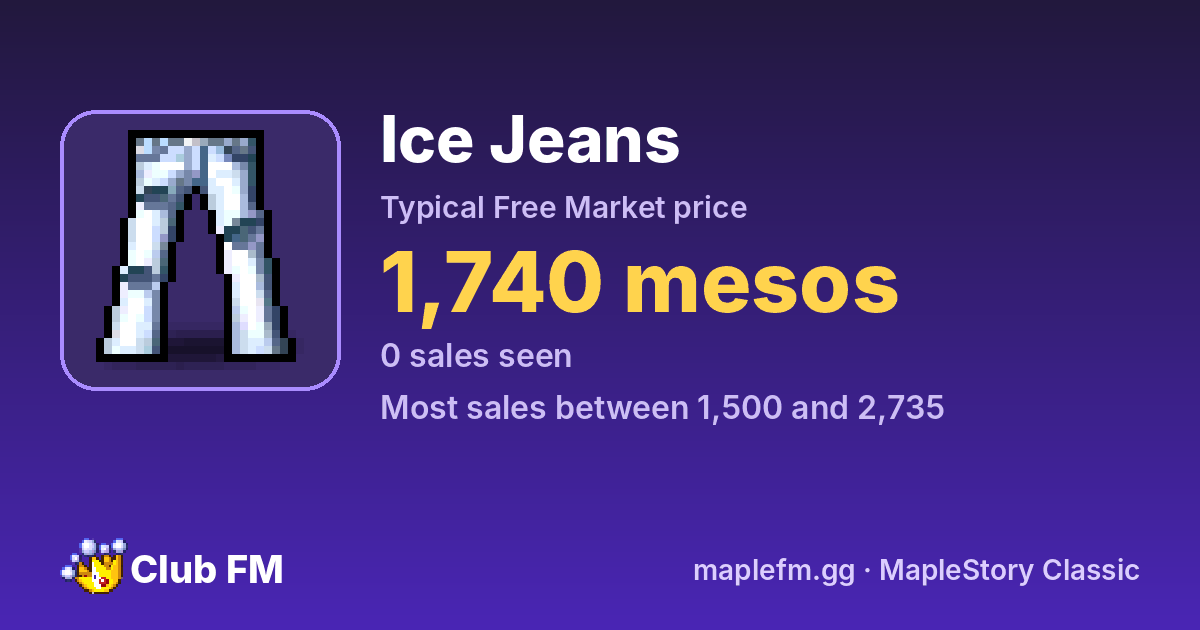 Ice Jeans
Typical Free Market price
1,740 mesos
0 sales seen
Most sales between 1,500 and 2,735
Club FM
maplefm.gg · MapleStory Classic